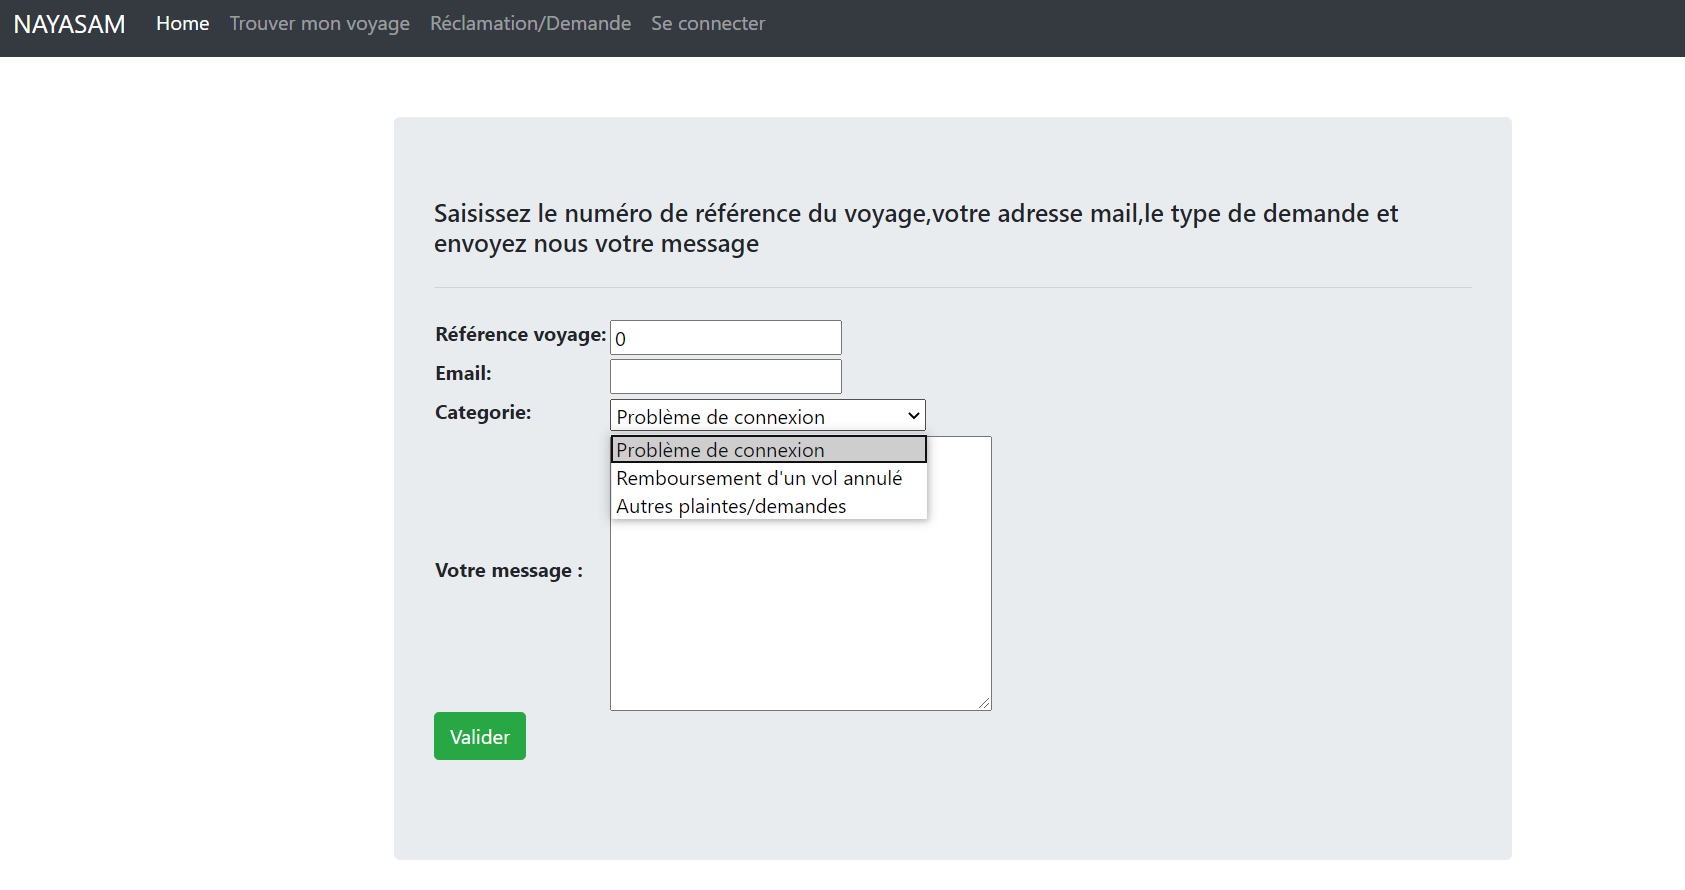 NAYASAM Home Trouver mon voyage Réclamation/Demande Se connecter
Saisissez le numéro de référence du voyage,votre adresse mail,le type de demande et
envoyez nous votre message
Référence voyage: 0
Email:
Categorie: Problème de connexion
Problème de connexion
Remboursement d'un vol annulé
Autres plaintes/demandes
Votre message :
Valider